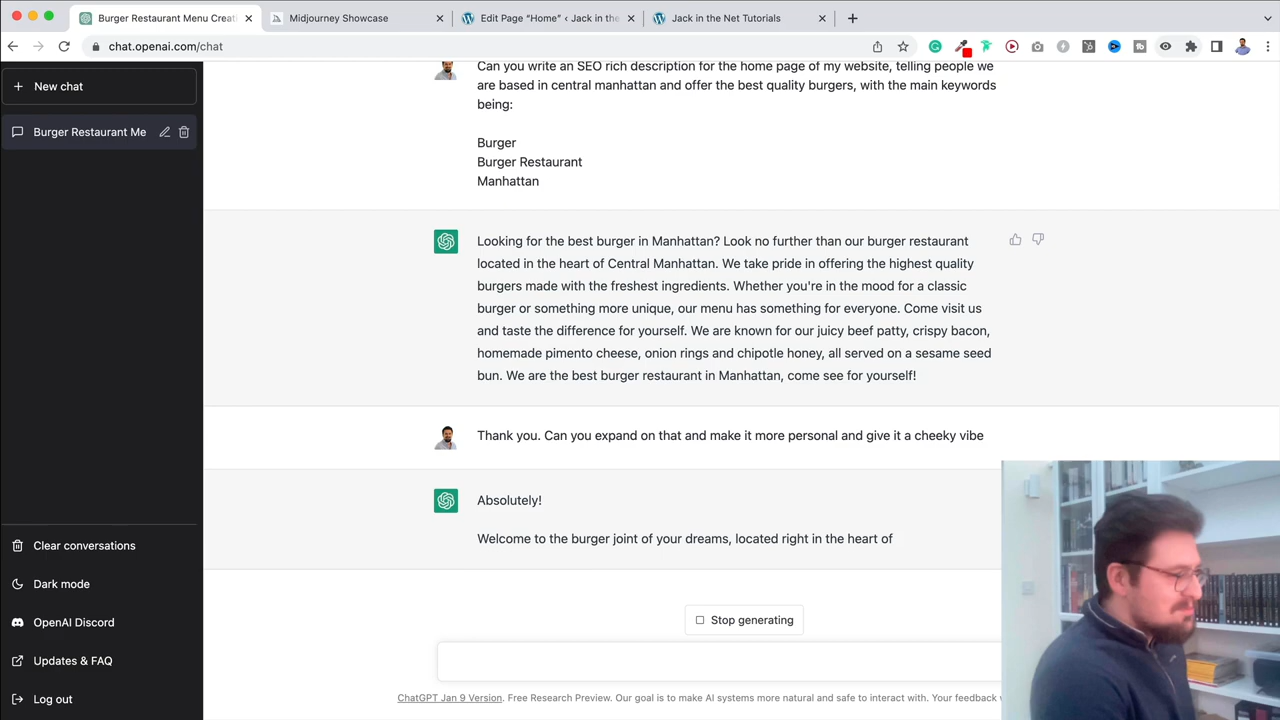 Burger Restaurant Menu Creati
Midjourney Showcase
Edit Page “Home” ‹ Jack in the
Jack in the Net Tutorials
chat.openai.com/chat
New chat
Burger Restaurant Me
Can you write an SEO rich description for the home page of my website, telling people we
are based in central manhattan and offer the best quality burgers, with the main keywords
being:
Burger
Burger Restaurant
Manhattan
Looking for the best burger in Manhattan? Look no further than our burger restaurant
located in the heart of Central Manhattan. We take pride in offering the highest quality
burgers made with the freshest ingredients. Whether you're in the mood for a classic
burger or something more unique, our menu has something for everyone. Come visit us
and taste the difference for yourself. We are known for our juicy beef patty, crispy bacon,
homemade pimento cheese, onion rings and chipotle honey, all served on a sesame seed
bun. We are the best burger restaurant in Manhattan, come see for yourself!
Thank you. Can you expand on that and make it more personal and give it a cheeky vibe
Absolutely!
Welcome to the burger joint of your dreams, located right in the heart of
Clear conversations
Dark mode
OpenAI Discord
Updates & FAQ
Log out
Stop generating
ChatGPT Jan 9 Version. Free Research Preview. Our goal is to make AI systems more natural and safe to interact with. Your feedback